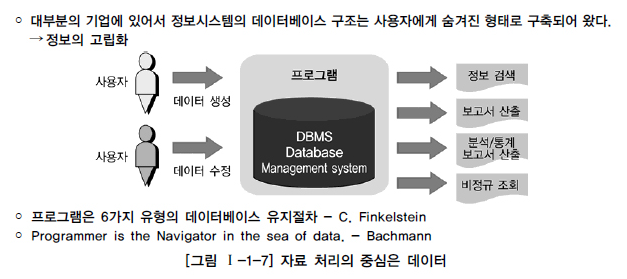 ○ 대부분의 기업에 있어서 정보시스템의 데이터베이스 구조는 사용자에게 숨겨진 형태로 구축되어 왔다.
→ 정보의 고립화
사용자
데이터 생성
사용자
데이터 수정
프로그램
DBMS
Database
Management system
정보 검색
보고서 산출
분석/통계
보고서 산출
비정규 조회
○ 프로그램은 6가지 유형의 데이터베이스 유지절차 – C. Finkelstein
○ Programmer is the Navigator in the sea of data. – Bachmann
[그림 Ⅰ-1-7] 자료 처리의 중심은 데이터